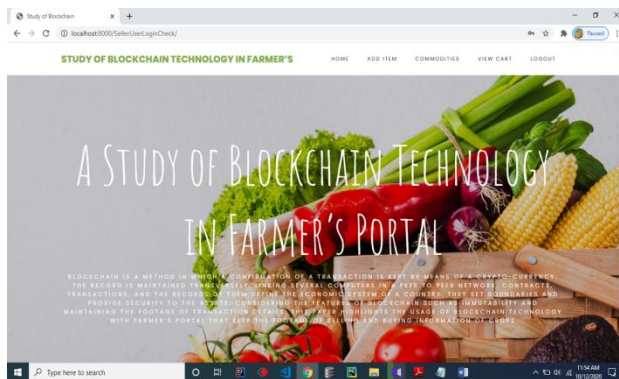 Study of Blockchain
localhost:8000/SellerUserLoginCheck/
Paused
STUDY OF BLOCKCHAIN TECHNOLOGY IN FARMER'S
HOME ADD ITEM COMMODITIES VIEW CART LOGOUT
A STUDY OF BLOCKCHAIN TECHNOLOGY
IN FARMER'S PORTAL
BLOCKCHAIN IS A METHOD IN WHICH A CONFIRMATION OF A TRANSACTION IS KEPT BY MEANS OF A CRYPTO-CURRENCY.
THE RECORD IS MAINTAINED TRANSVERSELY, LINKING SEVERAL COMPUTERS IN A PEER TO PEER NETWORK. CONTRACTS,
TRANSACTIONS, AND THE RECORDS OF THEM DEFINE THE ECONOMIC SYSTEM OF A COUNTRY. THEY SET BOUNDARIES AND
PROVIDE SECURITY TO THE ASSETS. CONSIDERING THE FEATURES OF BLOCKCHAIN SUCH AS IMMUTABILITY AND
MAINTAINING THE FOOTAGE OF TRANSACTION DETAILS, THIS PAPER HIGHLIGHTS THE USAGE OF BLOCKCHAIN TECHNOLOGY
WITH FARMER'S PORTAL THAT KEEP THE FOOTAGE OF SELLING AND BUYING INFORMATION OF CROPS
Type here to search
11:54 AM
10/12/2020